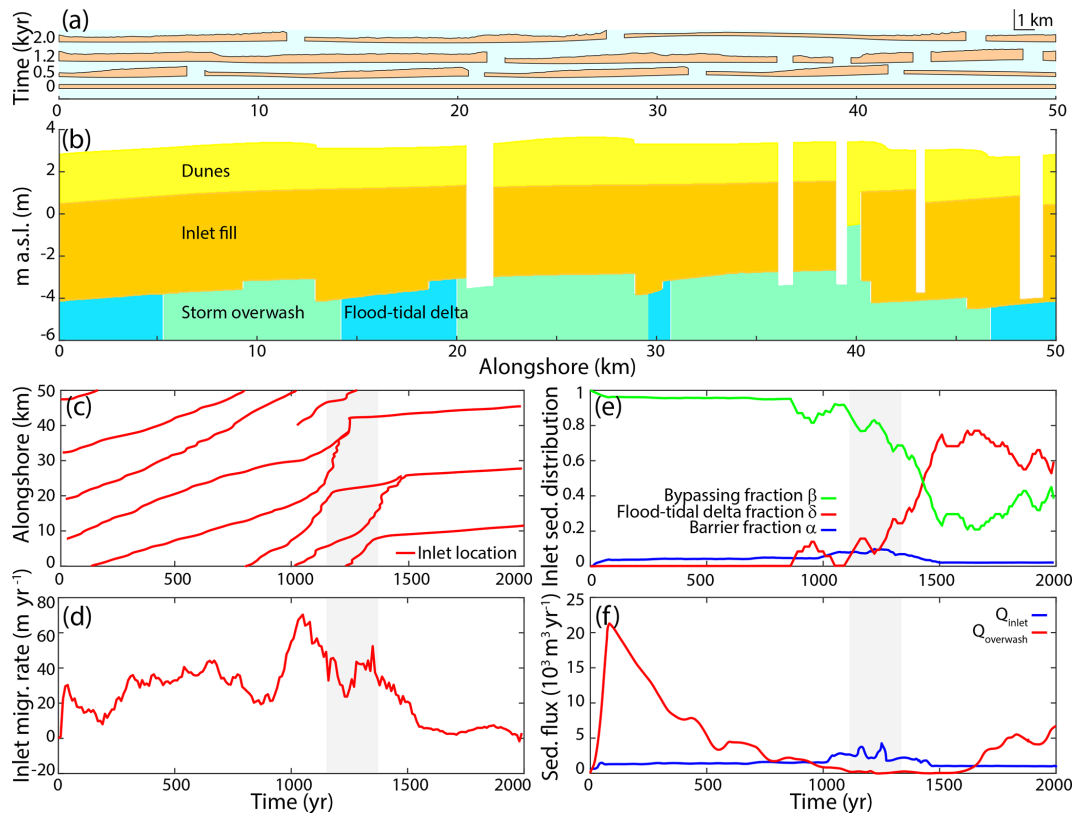 (a)
1 km
Time (kyr)
2.0
1.2
0.5
0
0 10 20 30 40 50
(b)
m a.s.l. (m)
4
2
0
-2
-4
-6
Dunes
Inlet fill
Storm overwash
Flood-tidal delta
0 10 20 30 40 50
Alongshore (km)
(c)
Alongshore (km)
50
40
30
20
10
0
Inlet location
0 500 1000 1500 2000
(e)
Inlet sed. distribution
1
0.8
0.6
0.4
0.2
0
Bypassing fraction β
Flood-tidal delta fraction δ
Barrier fraction α
0 500 1000 1500 2000
(d)
Inlet migr. rate (m yr⁻¹)
80
60
40
20
0
-20
0 500 1000 1500 2000
Time (yr)
(f)
Sed. flux (10³ m³ yr⁻¹)
25
20
15
10
5
0
Qinlet
Qoverwash
0 500 1000 1500 2000
Time (yr)